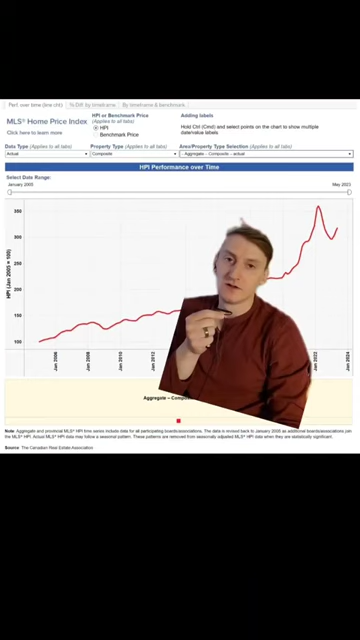 Perf. over time (line cht)
% Diff. by timeframe
By timeframe & benchmark
MLS® Home Price Index
Click here to learn more
HPI or Benchmark Price
(Applies to all tabs)
HPI
Benchmark Price
Adding labels
Hold Ctrl (Cmd) and select points on the chart to show multiple
date/value labels.
Data Type (Applies to all tabs)
Property Type (Applies to all tabs)
Area/Property Type Selection (Applies to all tabs)
Actual
Composite
Aggregate – Composite – actual
HPI Performance over Time
Select Date Range:
January 2005
May 2023
HPI (Jan 2005 = 100)
350
300
250
200
150
100
Jan 2006
Jan 2008
Jan 2010
Jan 2012
Jan 2022
Jan 2024
Aggregate – Compo
Note: Aggregate and provincial MLS® HPI time series include data for all participating boards/associations. The data is revised back to January 2005 as additional boards/associations join
the MLS® HPI. Actual MLS® HPI data may follow a seasonal pattern. These patterns are removed from seasonally adjusted MLS® HPI data when they are statistically significant.
Source: The Canadian Real Estate Association